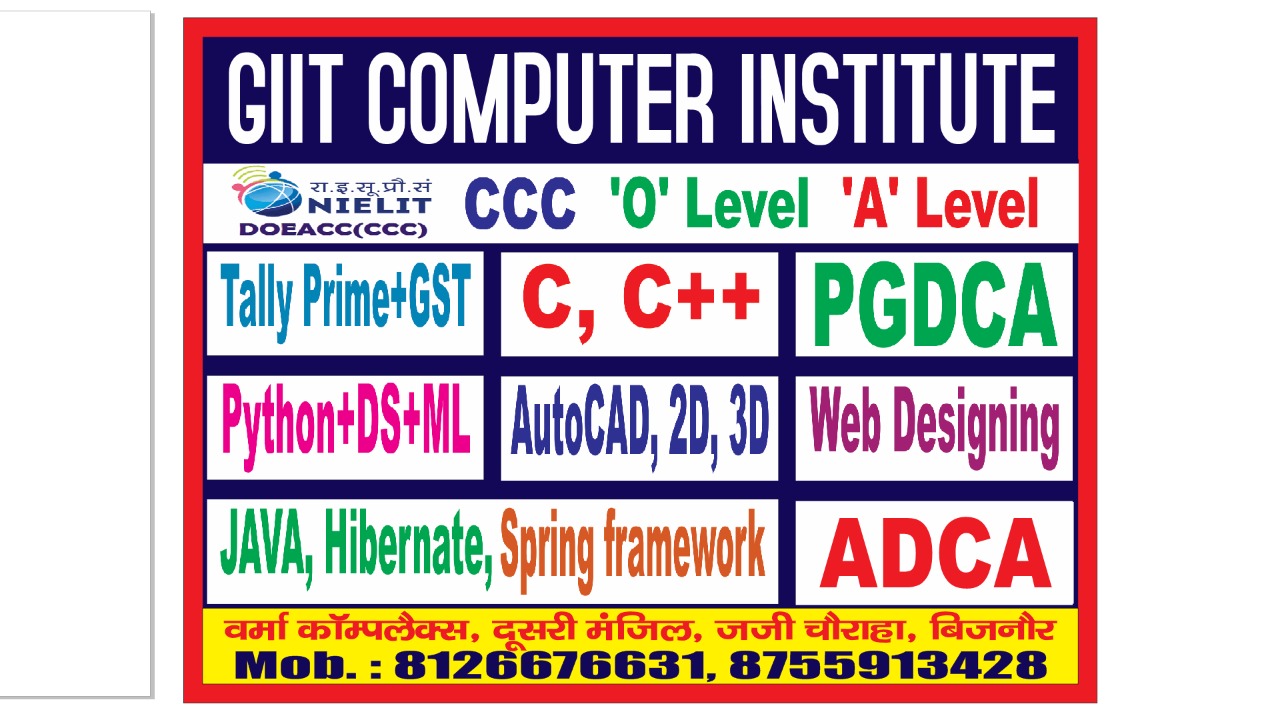 GIIT COMPUTER INSTITUTE
रा.इ.सू.प्रौ.सं
NIELIT
DOEACC(CCC)
CCC 'O' Level 'A' Level
Tally Prime+GST
C, C++
PGDCA
Python+DS+ML
AutoCAD, 2D, 3D
Web Designing
JAVA, Hibernate, Spring framework
ADCA
वर्मा कॉम्पलैक्स, दूसरी मंजिल, जजी चौराहा, बिजनौर
Mob. : 8126676631, 8755913428